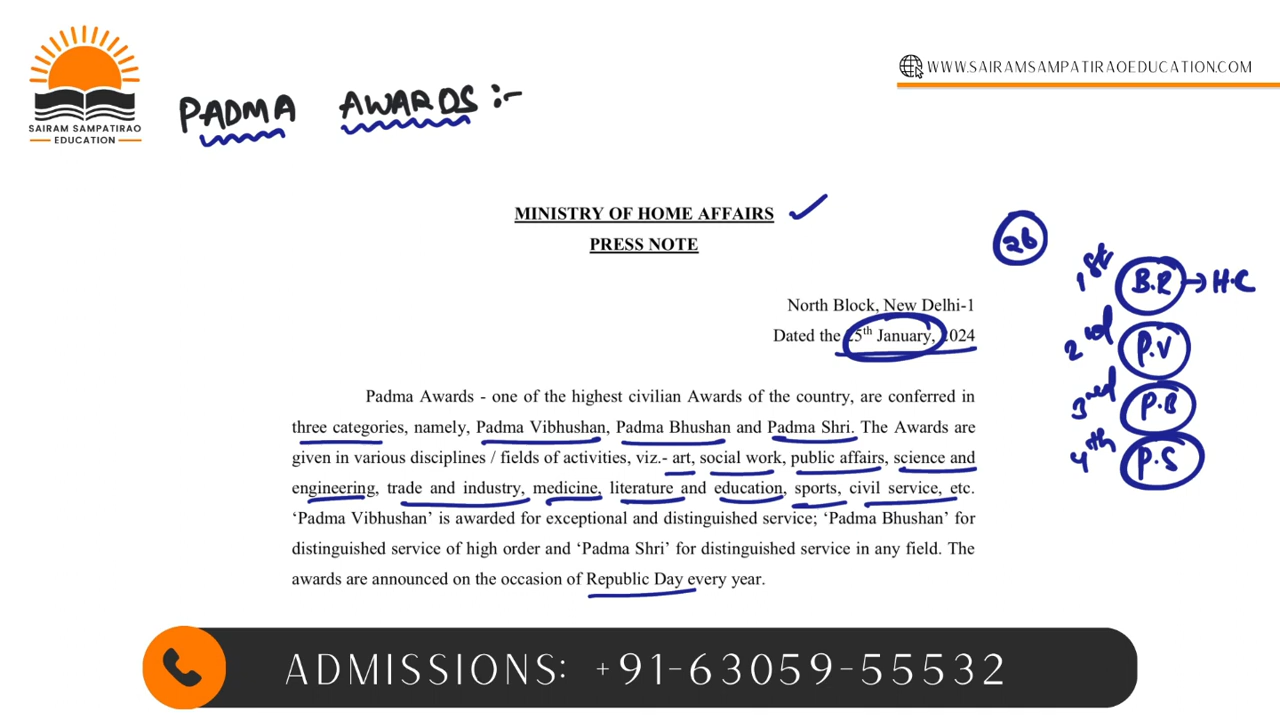 SAIRAM SAMPATIRAO
EDUCATION
WWW.SAIRAMSAMPATIRAOEDUCATION.COM
PADMA AWARDS :-
MINISTRY OF HOME AFFAIRS
PRESS NOTE
North Block, New Delhi-1
Dated the 25th January, 2024
Padma Awards - one of the highest civilian Awards of the country, are conferred in
three categories, namely, Padma Vibhushan, Padma Bhushan and Padma Shri. The Awards are
given in various disciplines / fields of activities, viz.- art, social work, public affairs, science and
engineering, trade and industry, medicine, literature and education, sports, civil service, etc.
‘Padma Vibhushan’ is awarded for exceptional and distinguished service; ‘Padma Bhushan’ for
distinguished service of high order and ‘Padma Shri’ for distinguished service in any field. The
awards are announced on the occasion of Republic Day every year.
26
1st B.R → H.C
2nd P.V
3rd P.B
4th P.S
ADMISSIONS: +91-63059-55532